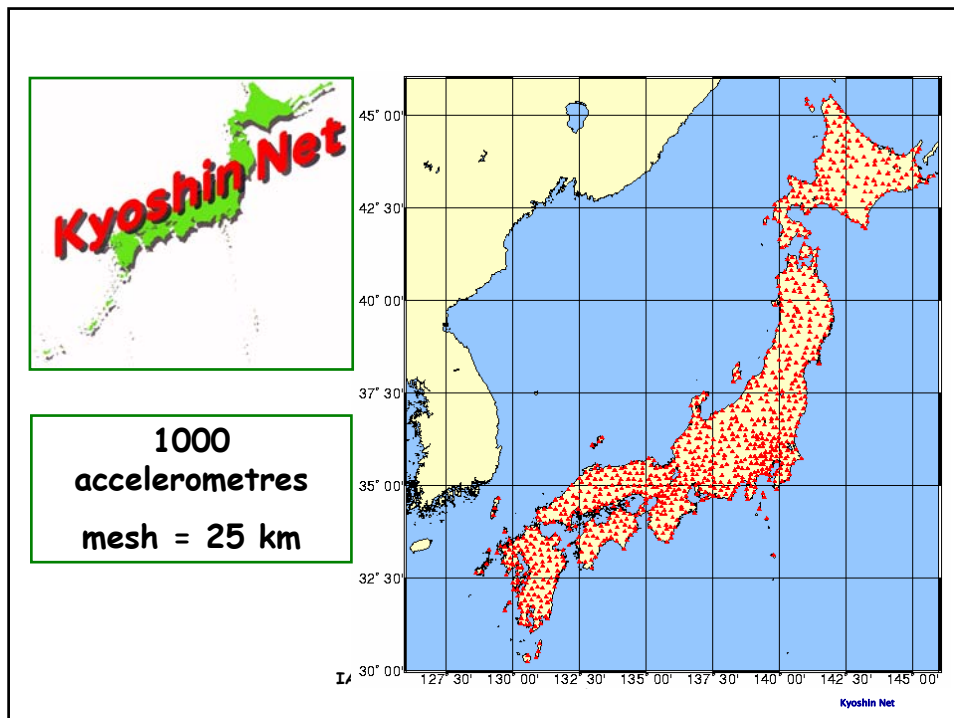 Kyoshin Net
1000
accelerometres
mesh = 25 km
45° 00'
42° 30'
40° 00'
37° 30'
35° 00'
32° 30'
30° 00'
127° 30' 130° 00' 132° 30' 135° 00' 137° 30' 140° 00' 142° 30' 145° 00'
Kyoshin Net